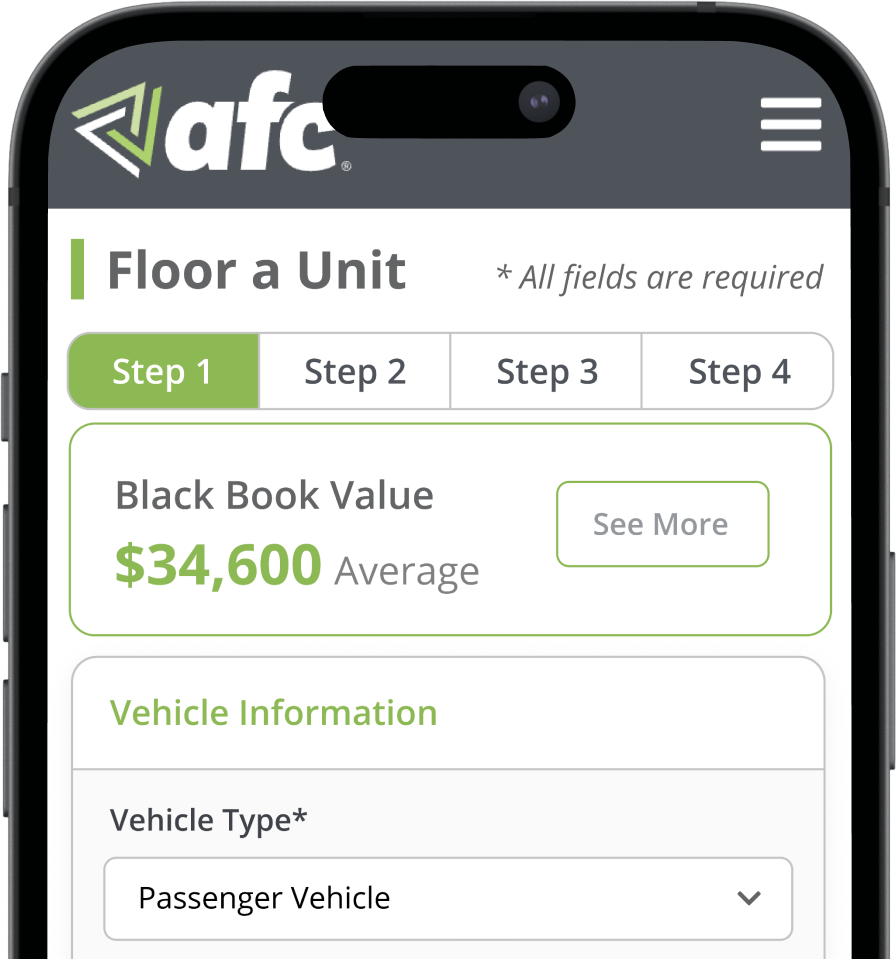 afc®
Floor a Unit
* All fields are required
Step 1 Step 2 Step 3 Step 4
Black Book Value
$34,600 Average
See More
Vehicle Information
Vehicle Type*
Passenger Vehicle